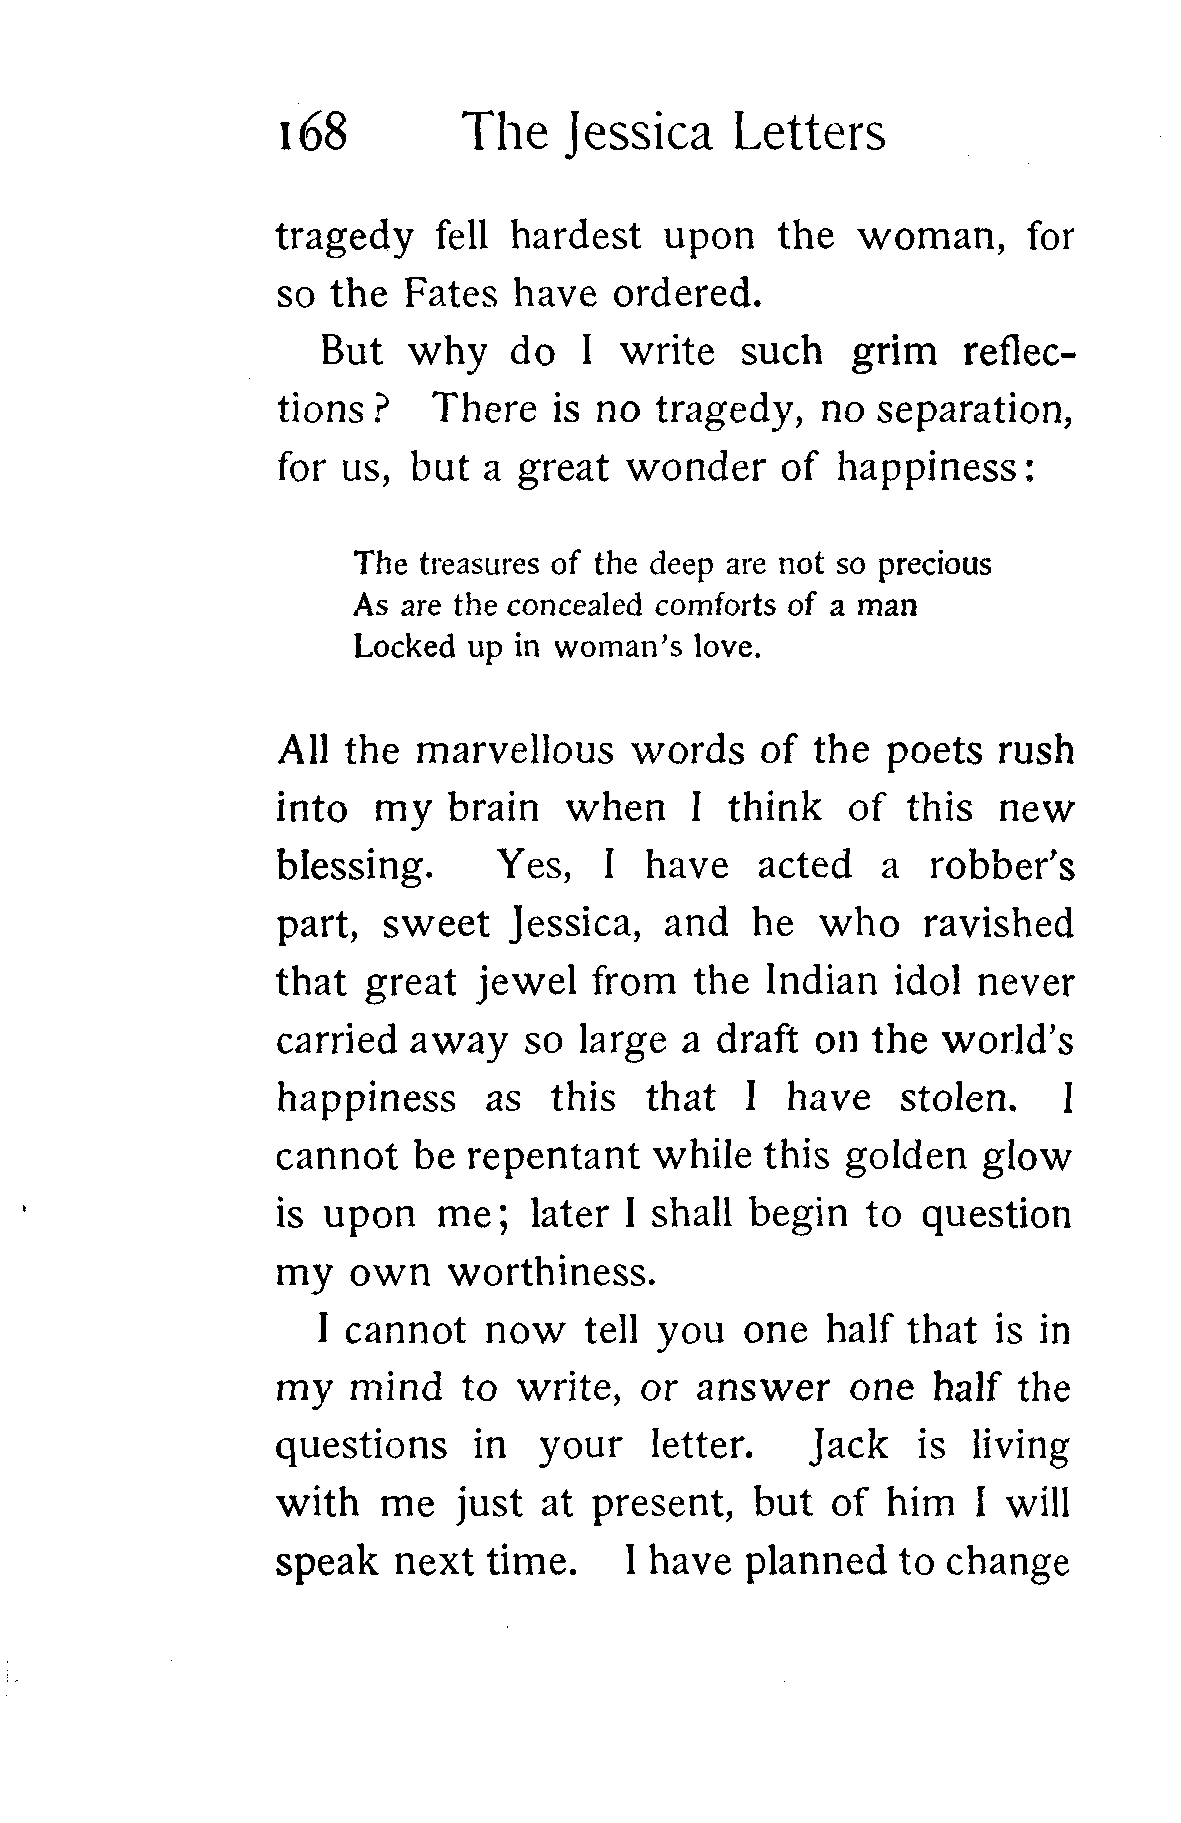 168 The Jessica Letters
tragedy fell hardest upon the woman, for
so the Fates have ordered.
But why do I write such grim reflec-
tions? There is no tragedy, no separation,
for us, but a great wonder of happiness:
The treasures of the deep are not so precious
As are the concealed comforts of a man
Locked up in woman's love.
All the marvellous words of the poets rush
into my brain when I think of this new
blessing. Yes, I have acted a robber's
part, sweet Jessica, and he who ravished
that great jewel from the Indian idol never
carried away so large a draft on the world's
happiness as this that I have stolen. I
cannot be repentant while this golden glow
is upon me; later I shall begin to question
my own worthiness.
I cannot now tell you one half that is in
my mind to write, or answer one half the
questions in your letter. Jack is living
with me just at present, but of him I will
speak next time. I have planned to change